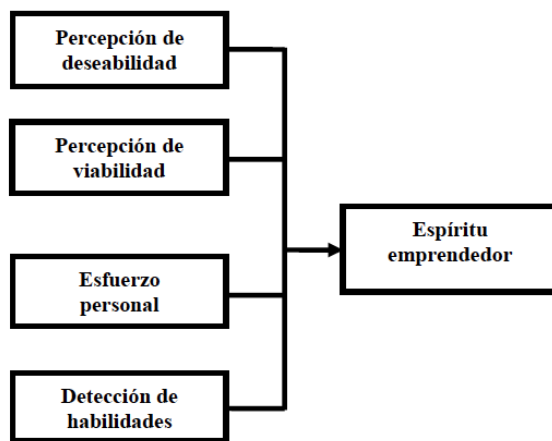 Percepción de
deseabilidad
Percepción de
viabilidad
Espíritu
emprendedor
Esfuerzo
personal
Detección de
habilidades